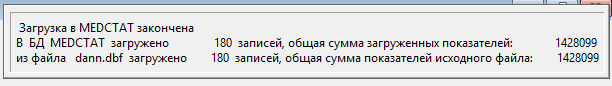 Загрузка в MEDCTAT закончена
В БД MEDCTAT загружено 180 записей, общая сумма загруженных показателей: 1428099
из файла dann.dbf загружено 180 записей, общая сумма показателей исходного файла: 1428099